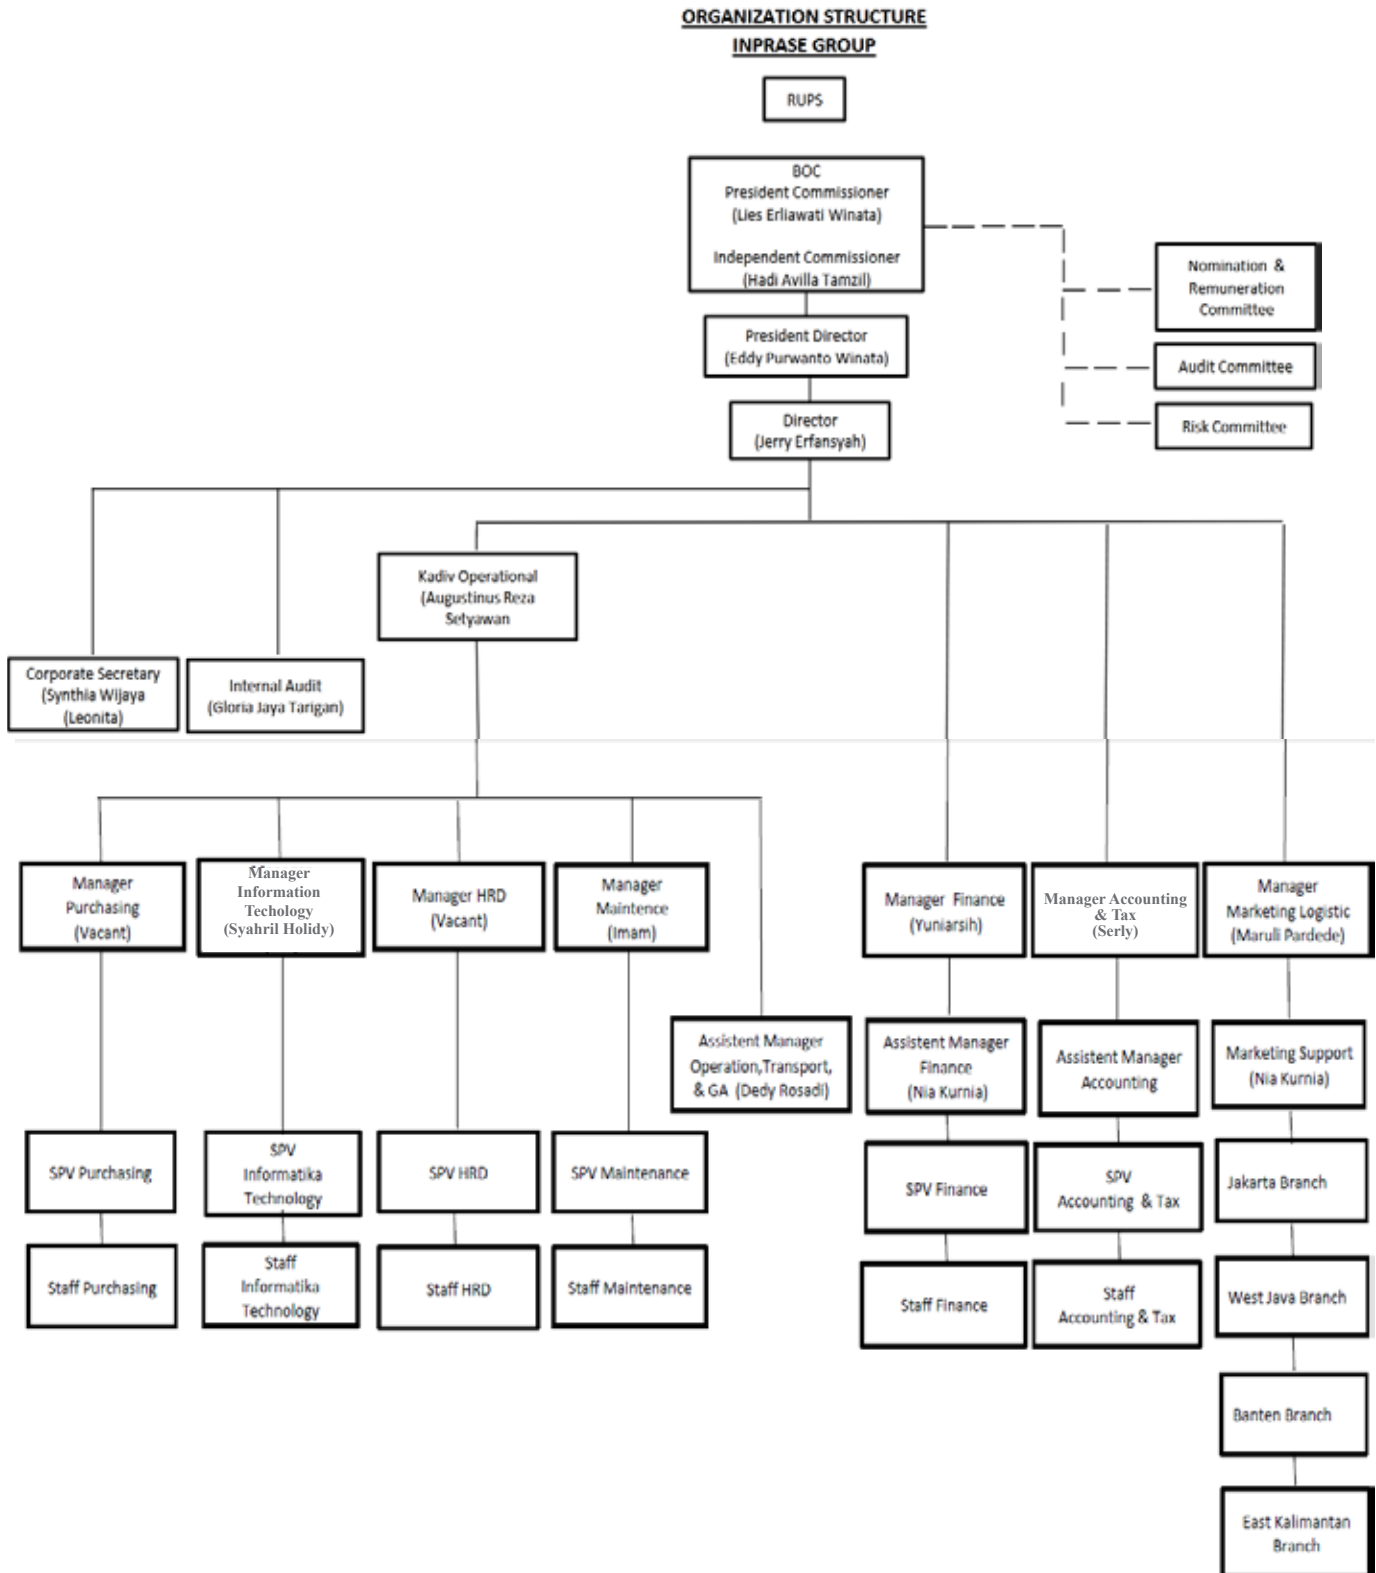 ORGANIZATION STRUCTURE
INPRASE GROUP
RUPS
BOC
President Commissioner
(Lies Erliawati Winata)
Independent Commissioner
(Hadi Avilla Tamzil)
Nomination &
Remuneration
Committee
President Director
(Eddy Purwanto Winata)
Audit Committee
Director
(Jerry Erfansyah)
Risk Committee
Kadiv Operational
(Augustinus Reza
Setyawan
Corporate Secretary
(Synthia Wijaya
(Leonita)
Internal Audit
(Gloria Jaya Tarigan)
Manager
Purchasing
(Vacant)
Manager
Information
Techology
(Syahril Holidy)
Manager HRD
(Vacant)
Manager
Maintence
(Imam)
Manager Finance
(Yuniarsih)
Manager Accounting
& Tax
(Serly)
Manager
Marketing Logistic
(Maruli Pardede)
Assistent Manager
Operation,Transport,
& GA (Dedy Rosadi)
Assistent Manager
Finance
(Nia Kurnia)
Assistent Manager
Accounting
Marketing Support
(Nia Kurnia)
SPV Purchasing
SPV
Informatika
Technology
SPV HRD
SPV Maintenance
SPV Finance
SPV
Accounting & Tax
Jakarta Branch
Staff Purchasing
Staff
Informatika
Technology
Staff HRD
Staff Maintenance
Staff Finance
Staff
Accounting & Tax
West Java Branch
Banten Branch
East Kalimantan
Branch